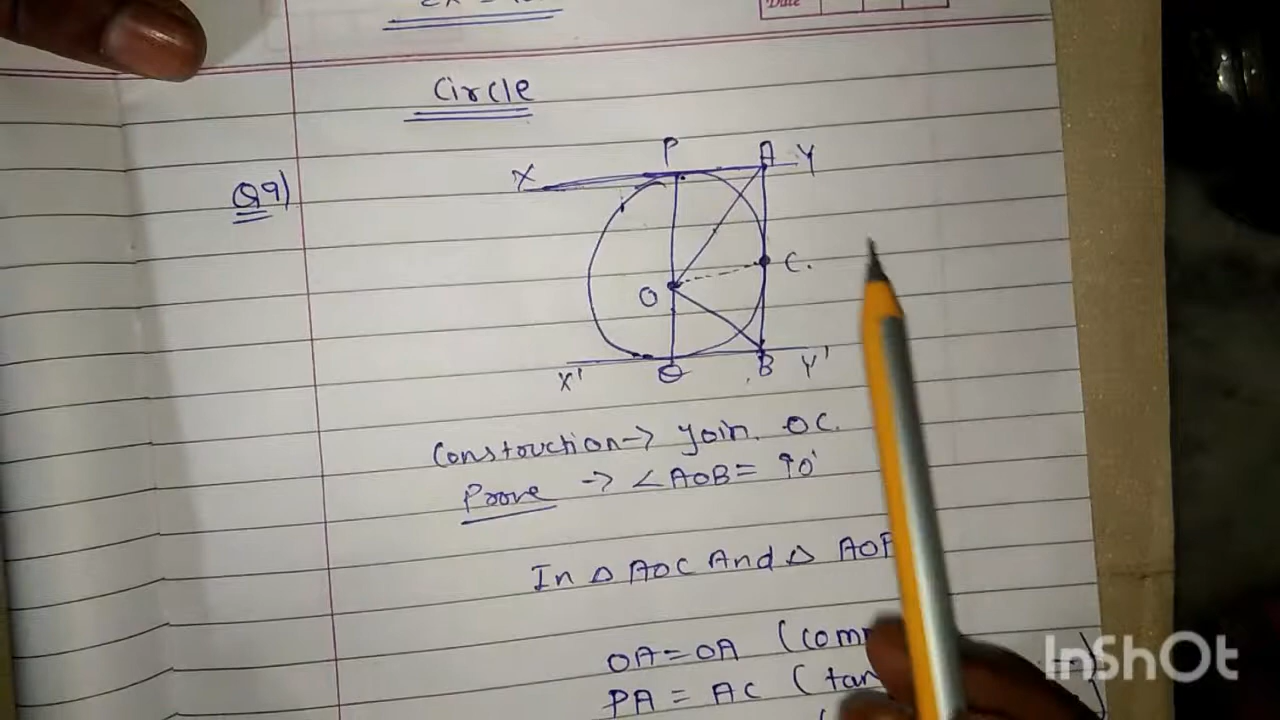 Date
Circle
Q9)
P A Y
X
C.
O
X' Q B Y'
Construction → Join. OC.
Prove → ∠AOB = 90°
In △ AOC And △ AOP
OA = OA (com
PA = AC (tan
InShOt